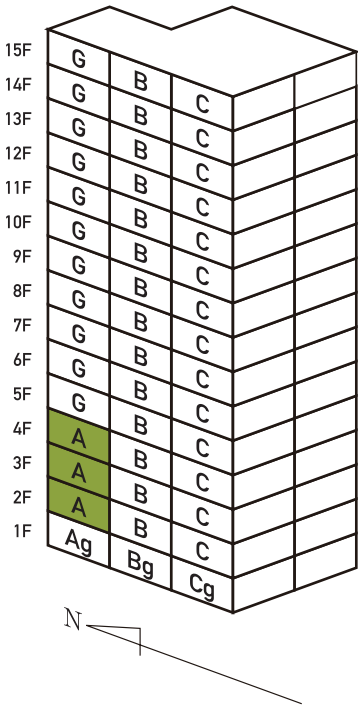 15F G B C
14F G B C
13F G B C
12F G B C
11F G B C
10F G B C
9F G B C
8F G B C
7F G B C
6F G B C
5F G B C
4F A B C
3F A B C
2F A B C
1F Ag Bg Cg
N